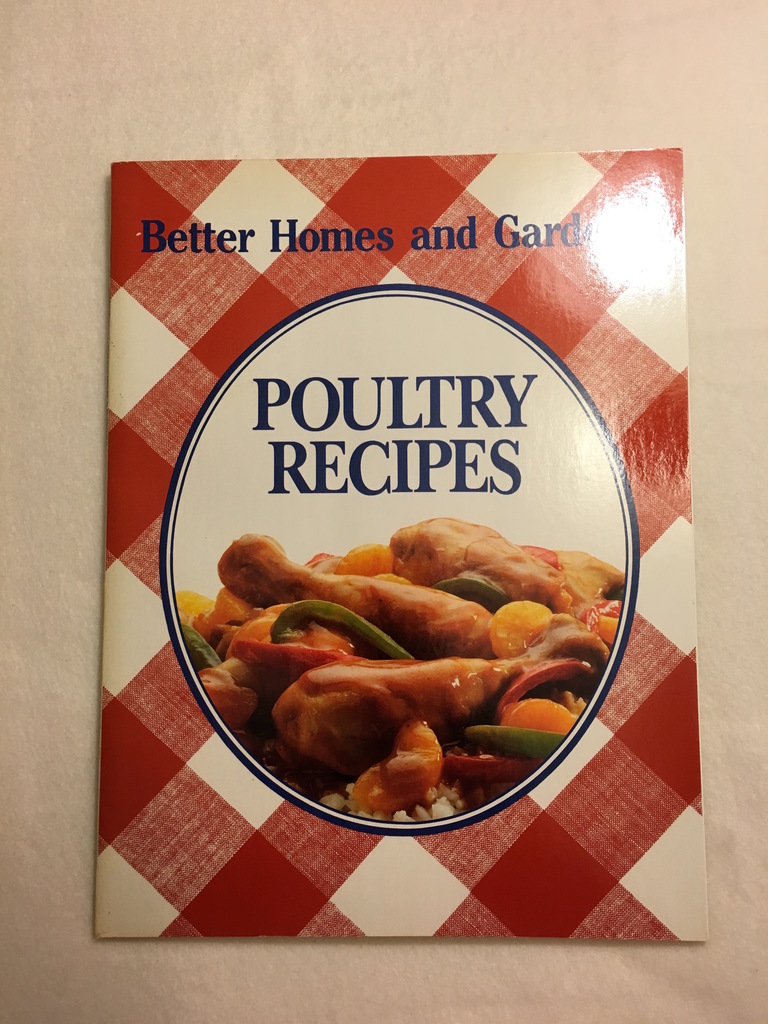 Better Homes and Gard
POULTRY
RECIPES